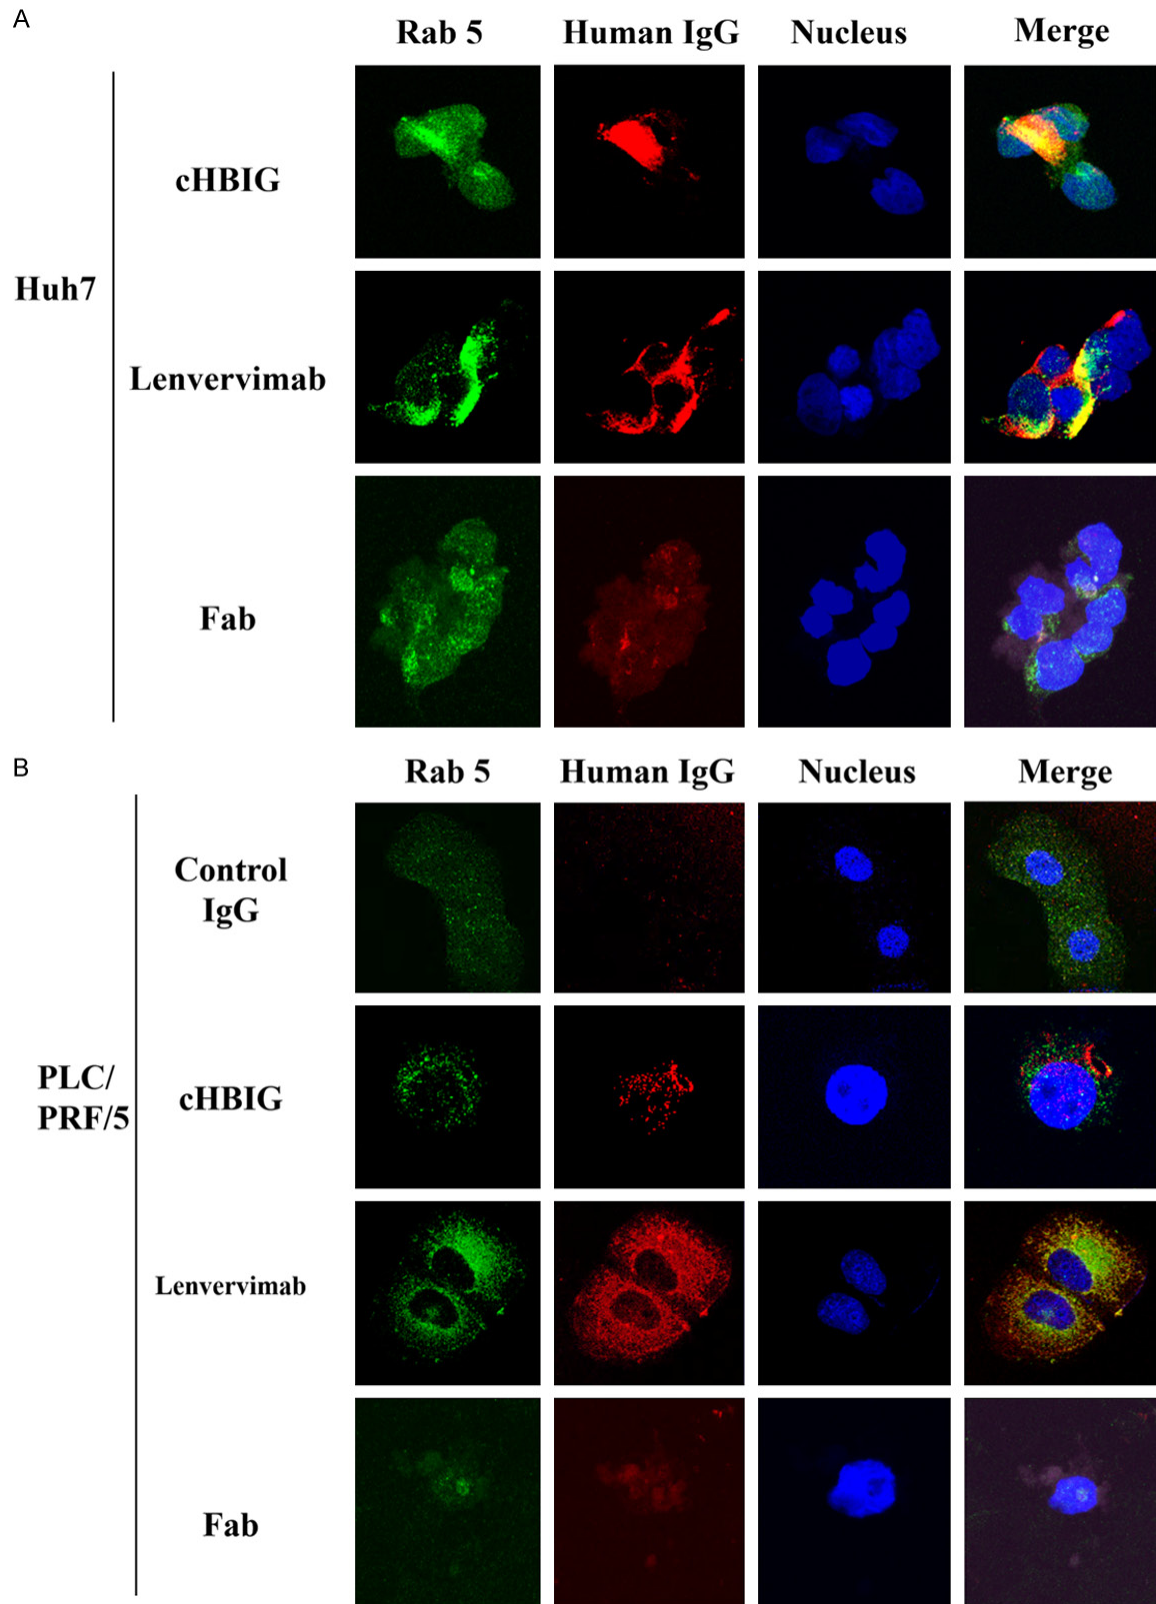 A
Rab 5 Human IgG Nucleus Merge
Huh7
cHBIG
Lenvervimab
Fab
B
Rab 5 Human IgG Nucleus Merge
PLC/
PRF/5
Control
IgG
cHBIG
Lenvervimab
Fab